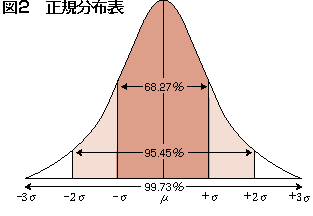 図2 正規分布表
68.27%
95.45%
99.73%
-3σ -2σ -σ μ +σ +2σ +3σ